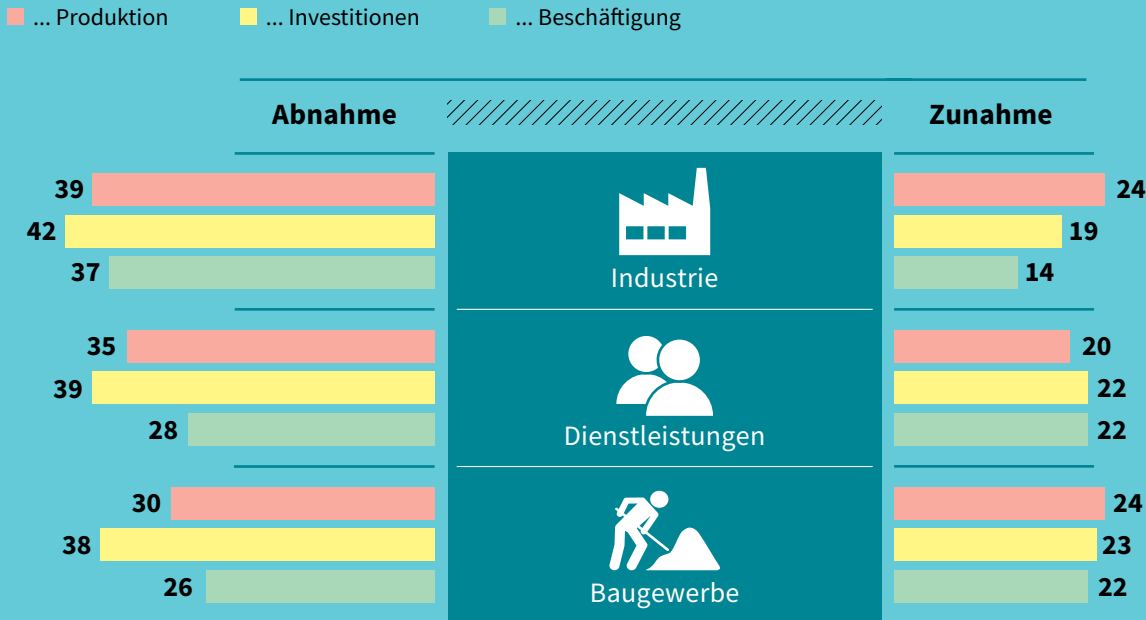 ... Produktion ... Investitionen ... Beschäftigung
Abnahme Zunahme
39 24
42 19
37 14
Industrie
35 20
39 22
28 22
Dienstleistungen
30 24
38 23
26 22
Baugewerbe